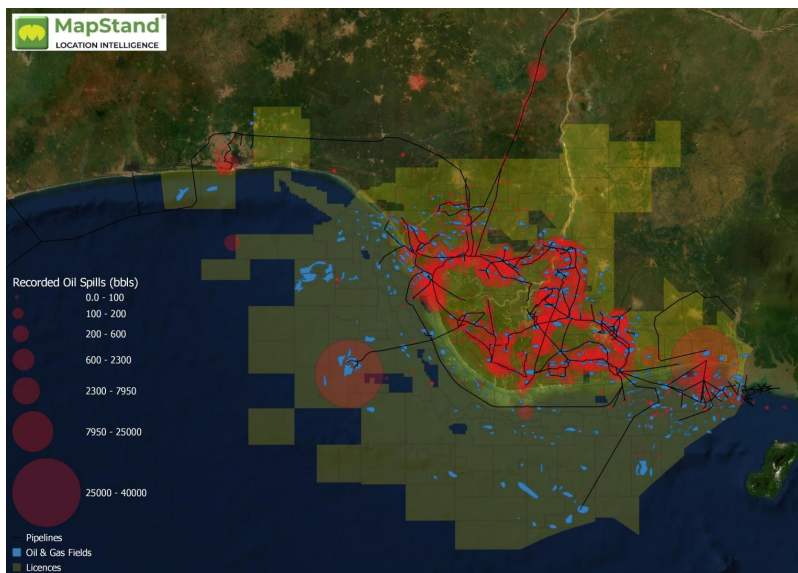 MapStand®
LOCATION INTELLIGENCE
Recorded Oil Spills (bbls)
0.0 - 100
100 - 200
200 - 600
600 - 2300
2300 - 7950
7950 - 25000
25000 - 40000
Pipelines
Oil & Gas Fields
Licences